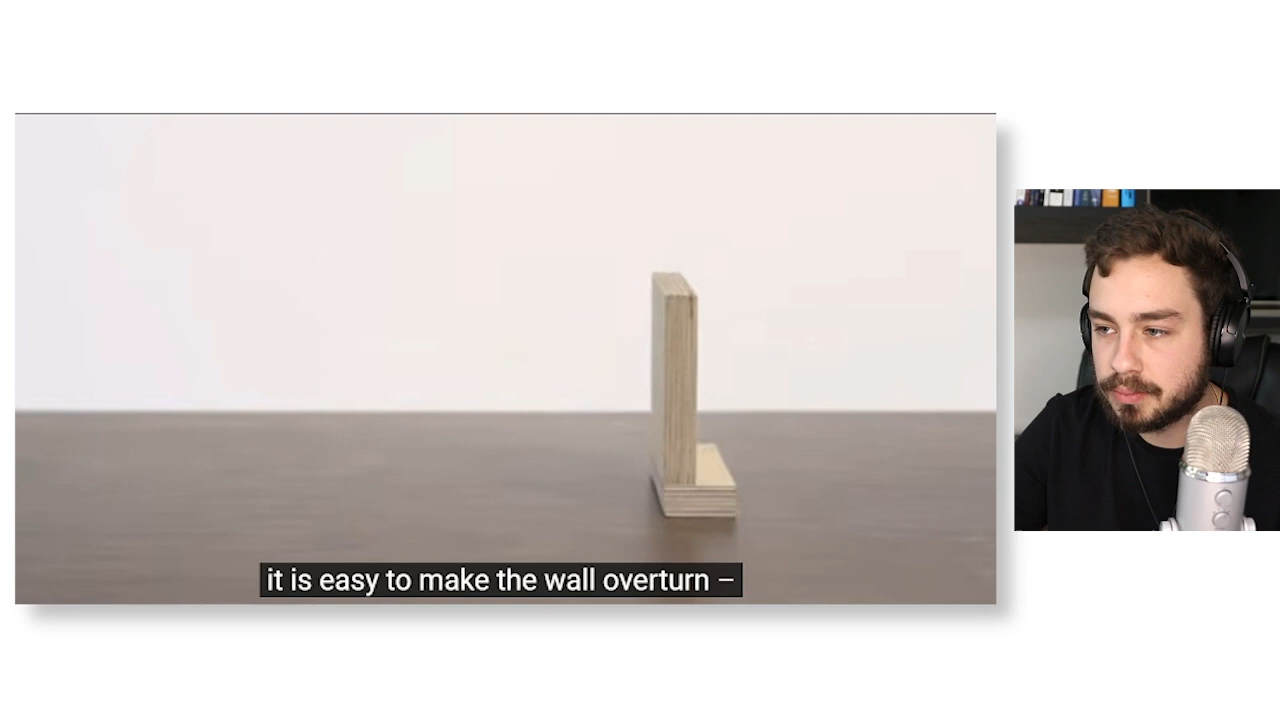 it is easy to make the wall overturn –